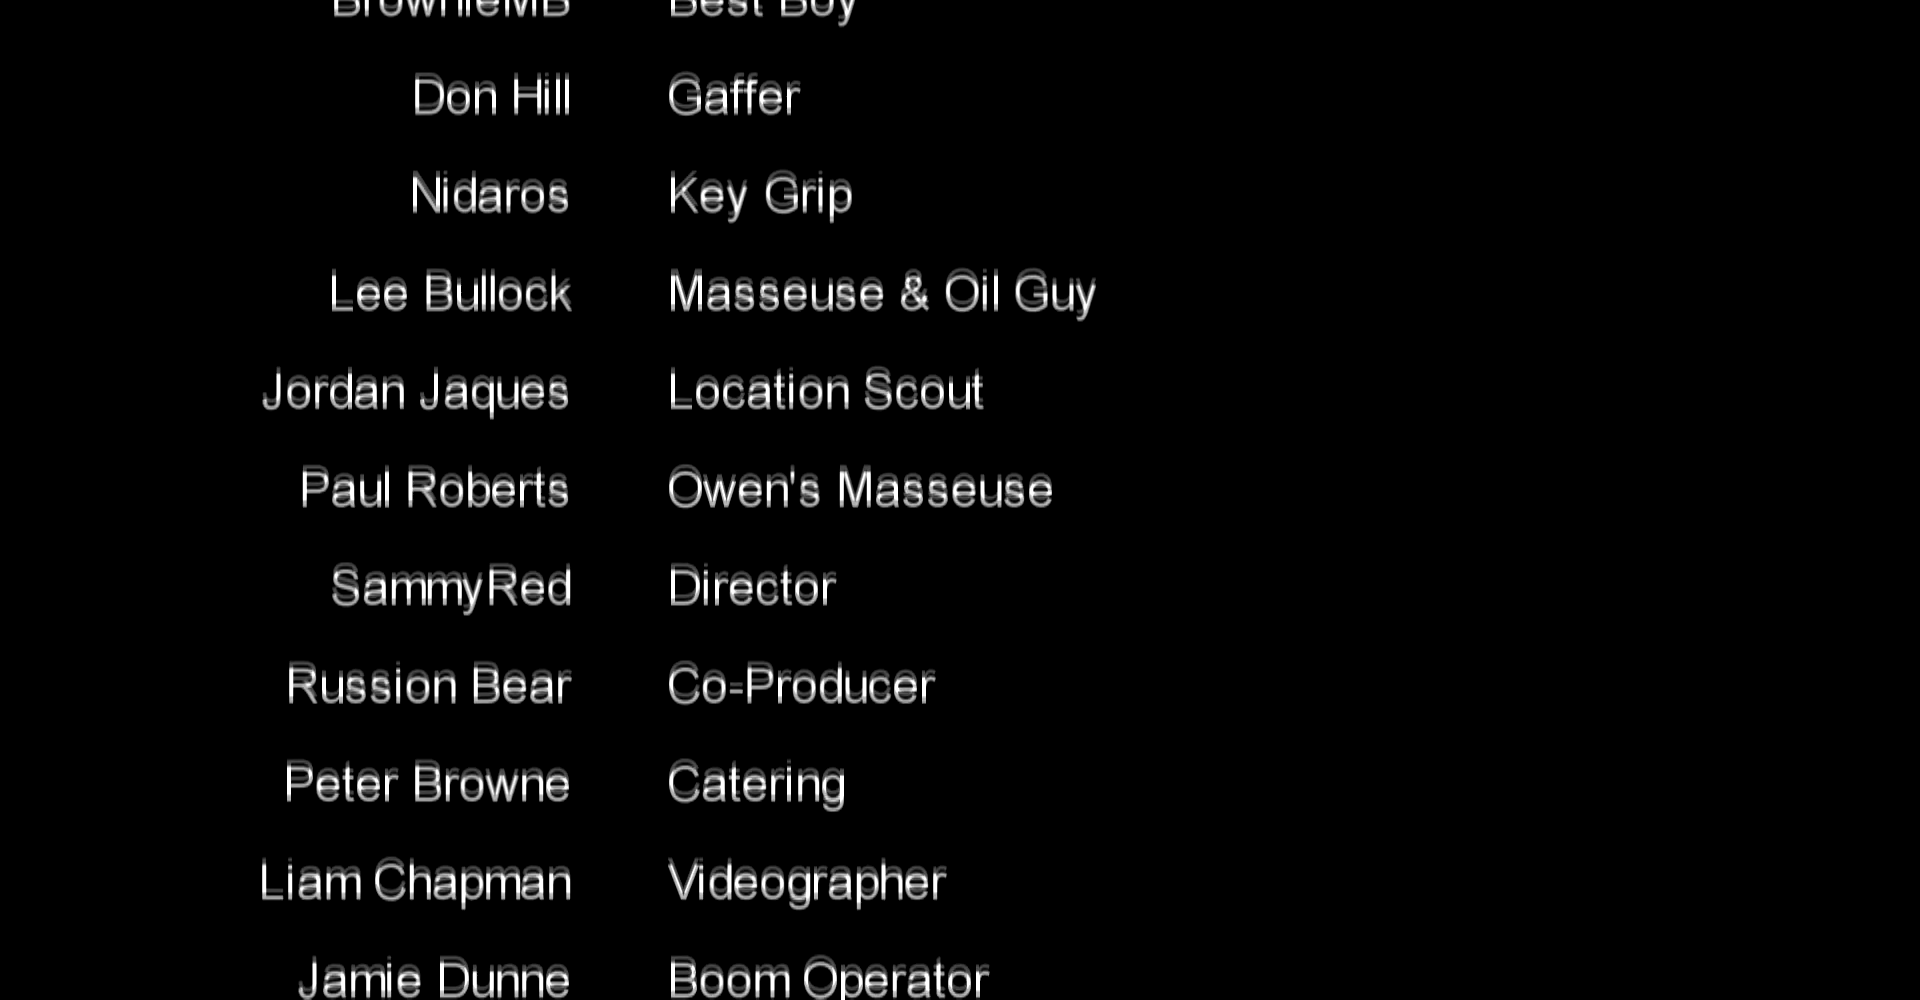 BrownieMB Best Boy
Don Hill Gaffer
Nidaros Key Grip
Lee Bullock Masseuse & Oil Guy
Jordan Jaques Location Scout
Paul Roberts Owen's Masseuse
SammyRed Director
Russion Bear Co-Producer
Peter Browne Catering
Liam Chapman Videographer
Jamie Dunne Boom Operator